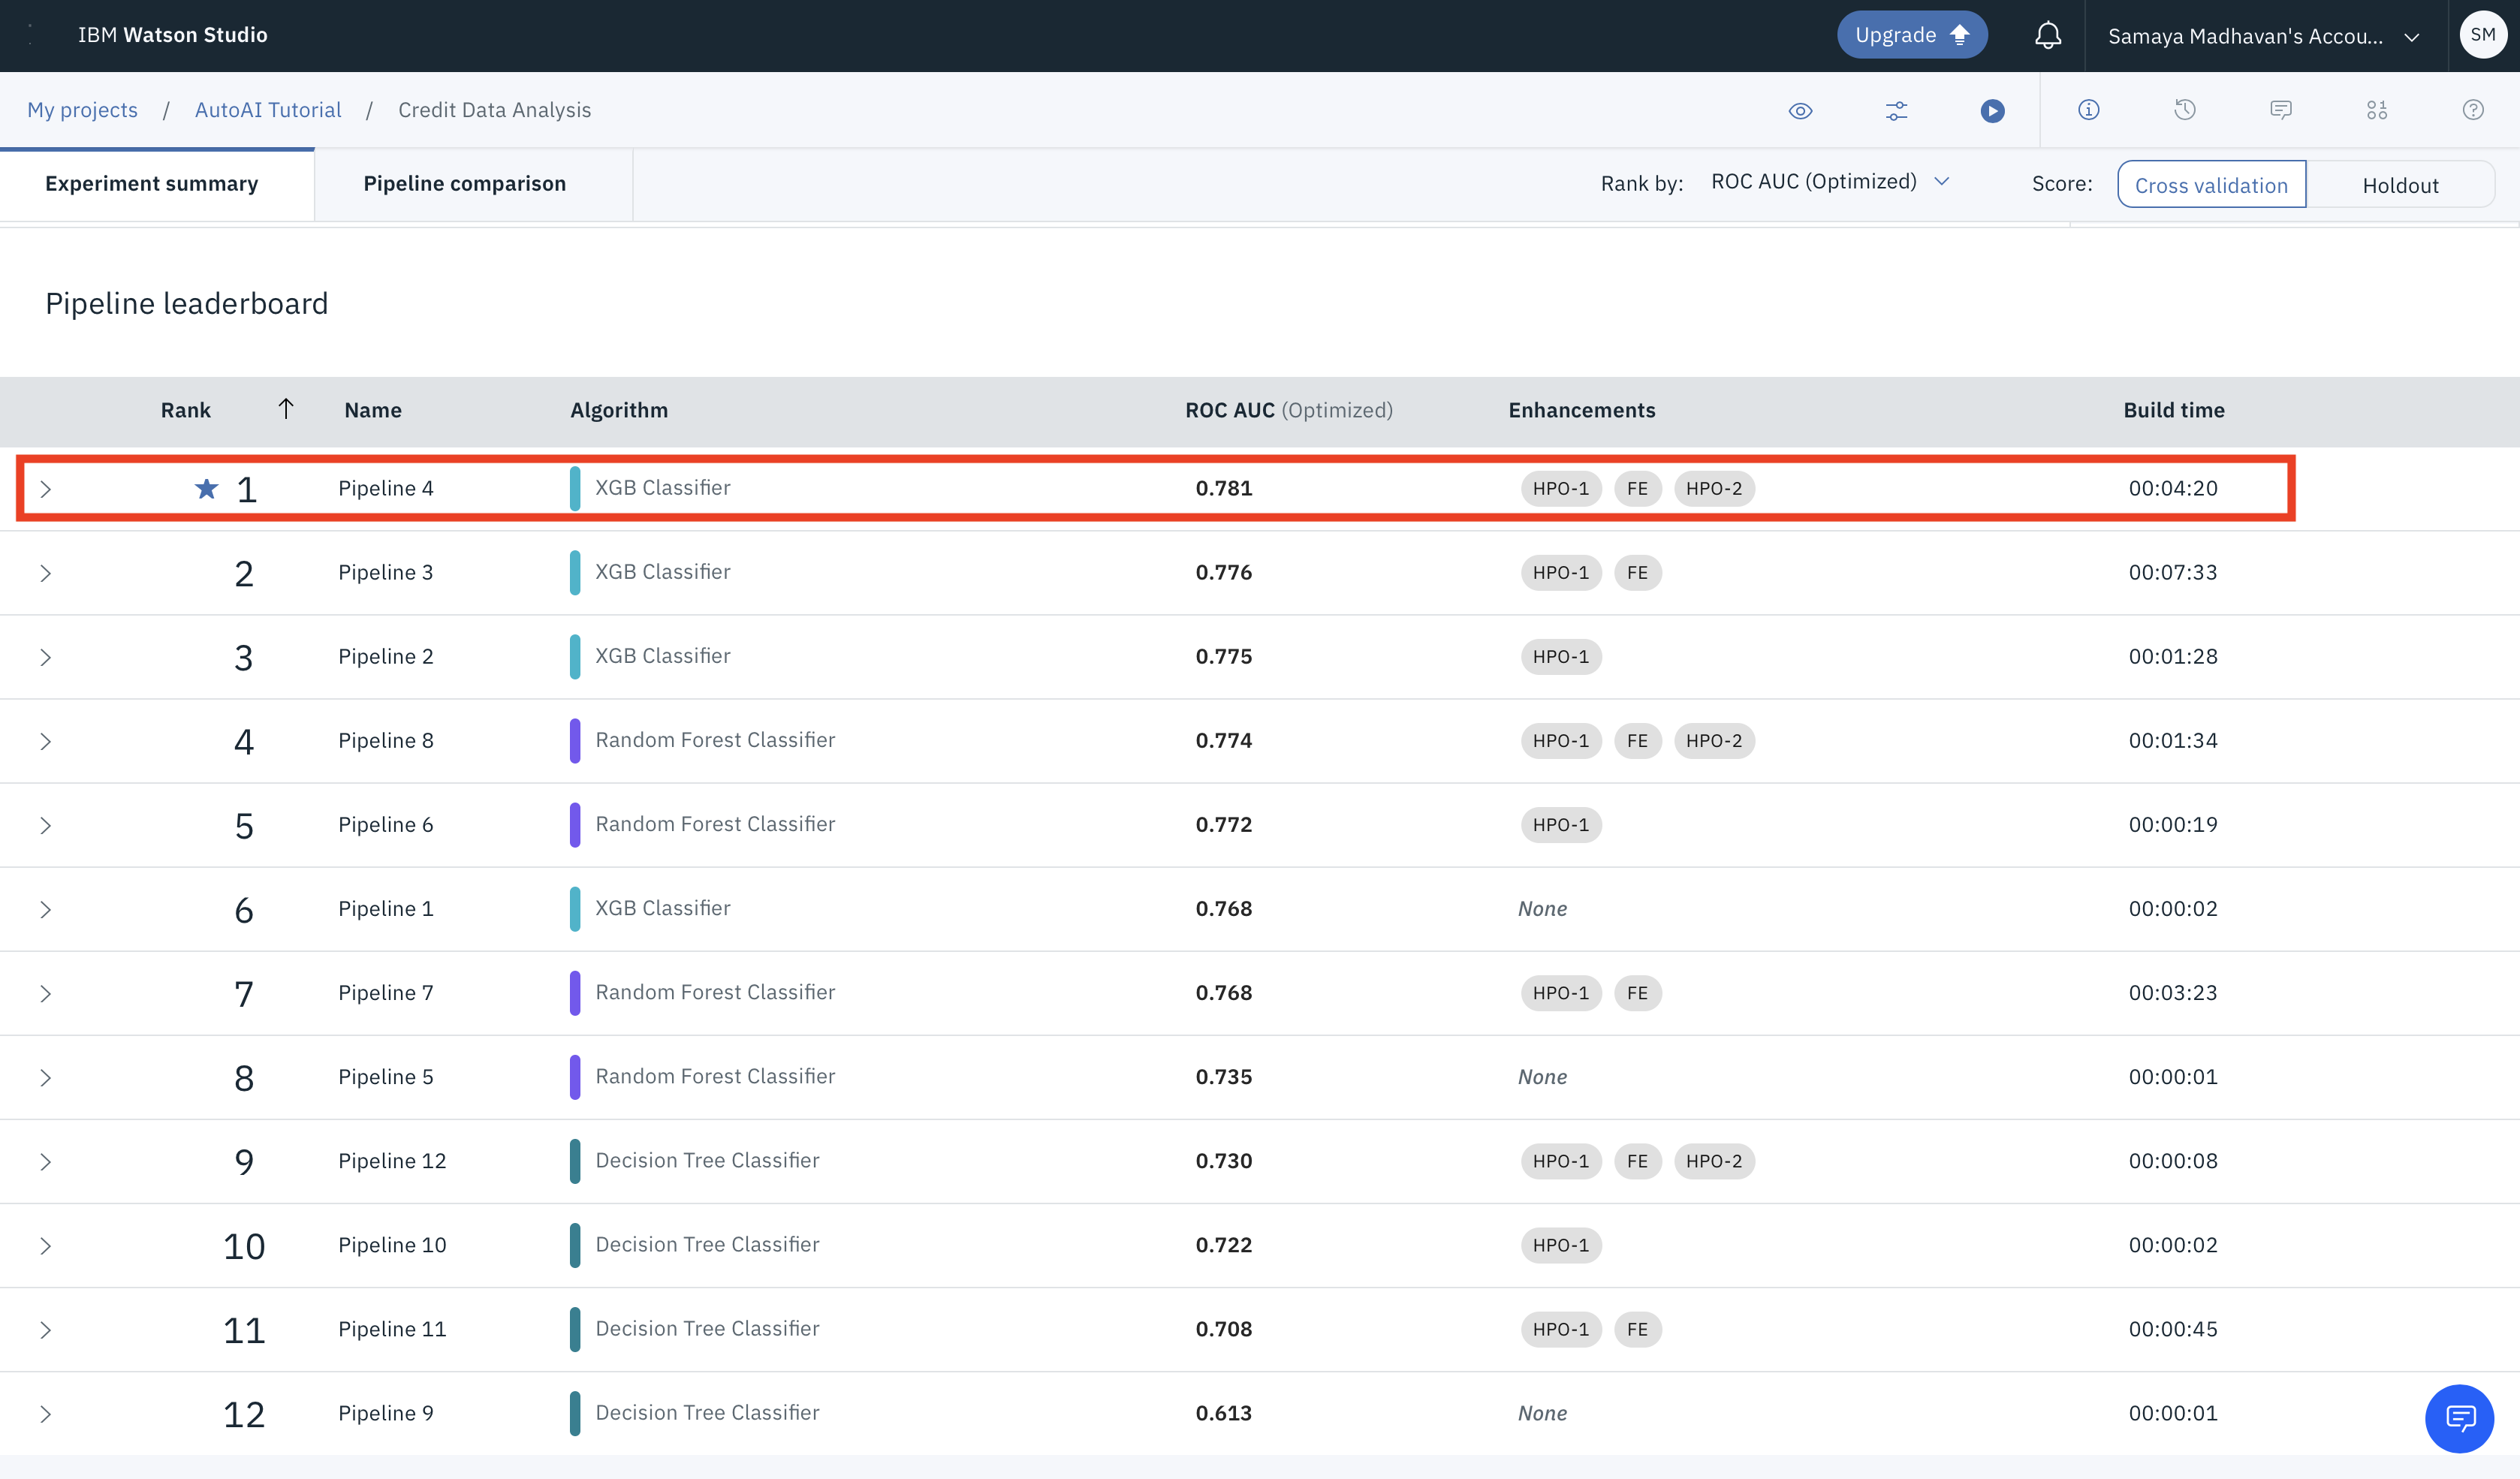 IBM Watson Studio Upgrade Samaya Madhavan's Accou... SM
My projects / AutoAI Tutorial / Credit Data Analysis
Experiment summary Pipeline comparison Rank by: ROC AUC (Optimized) Score: Cross validation Holdout
Pipeline leaderboard
Rank ↑ Name Algorithm ROC AUC (Optimized) Enhancements Build time
1 Pipeline 4 XGB Classifier 0.781 HPO-1 FE HPO-2 00:04:20
2 Pipeline 3 XGB Classifier 0.776 HPO-1 FE 00:07:33
3 Pipeline 2 XGB Classifier 0.775 HPO-1 00:01:28
4 Pipeline 8 Random Forest Classifier 0.774 HPO-1 FE HPO-2 00:01:34
5 Pipeline 6 Random Forest Classifier 0.772 HPO-1 00:00:19
6 Pipeline 1 XGB Classifier 0.768 None 00:00:02
7 Pipeline 7 Random Forest Classifier 0.768 HPO-1 FE 00:03:23
8 Pipeline 5 Random Forest Classifier 0.735 None 00:00:01
9 Pipeline 12 Decision Tree Classifier 0.730 HPO-1 FE HPO-2 00:00:08
10 Pipeline 10 Decision Tree Classifier 0.722 HPO-1 00:00:02
11 Pipeline 11 Decision Tree Classifier 0.708 HPO-1 FE 00:00:45
12 Pipeline 9 Decision Tree Classifier 0.613 None 00:00:01